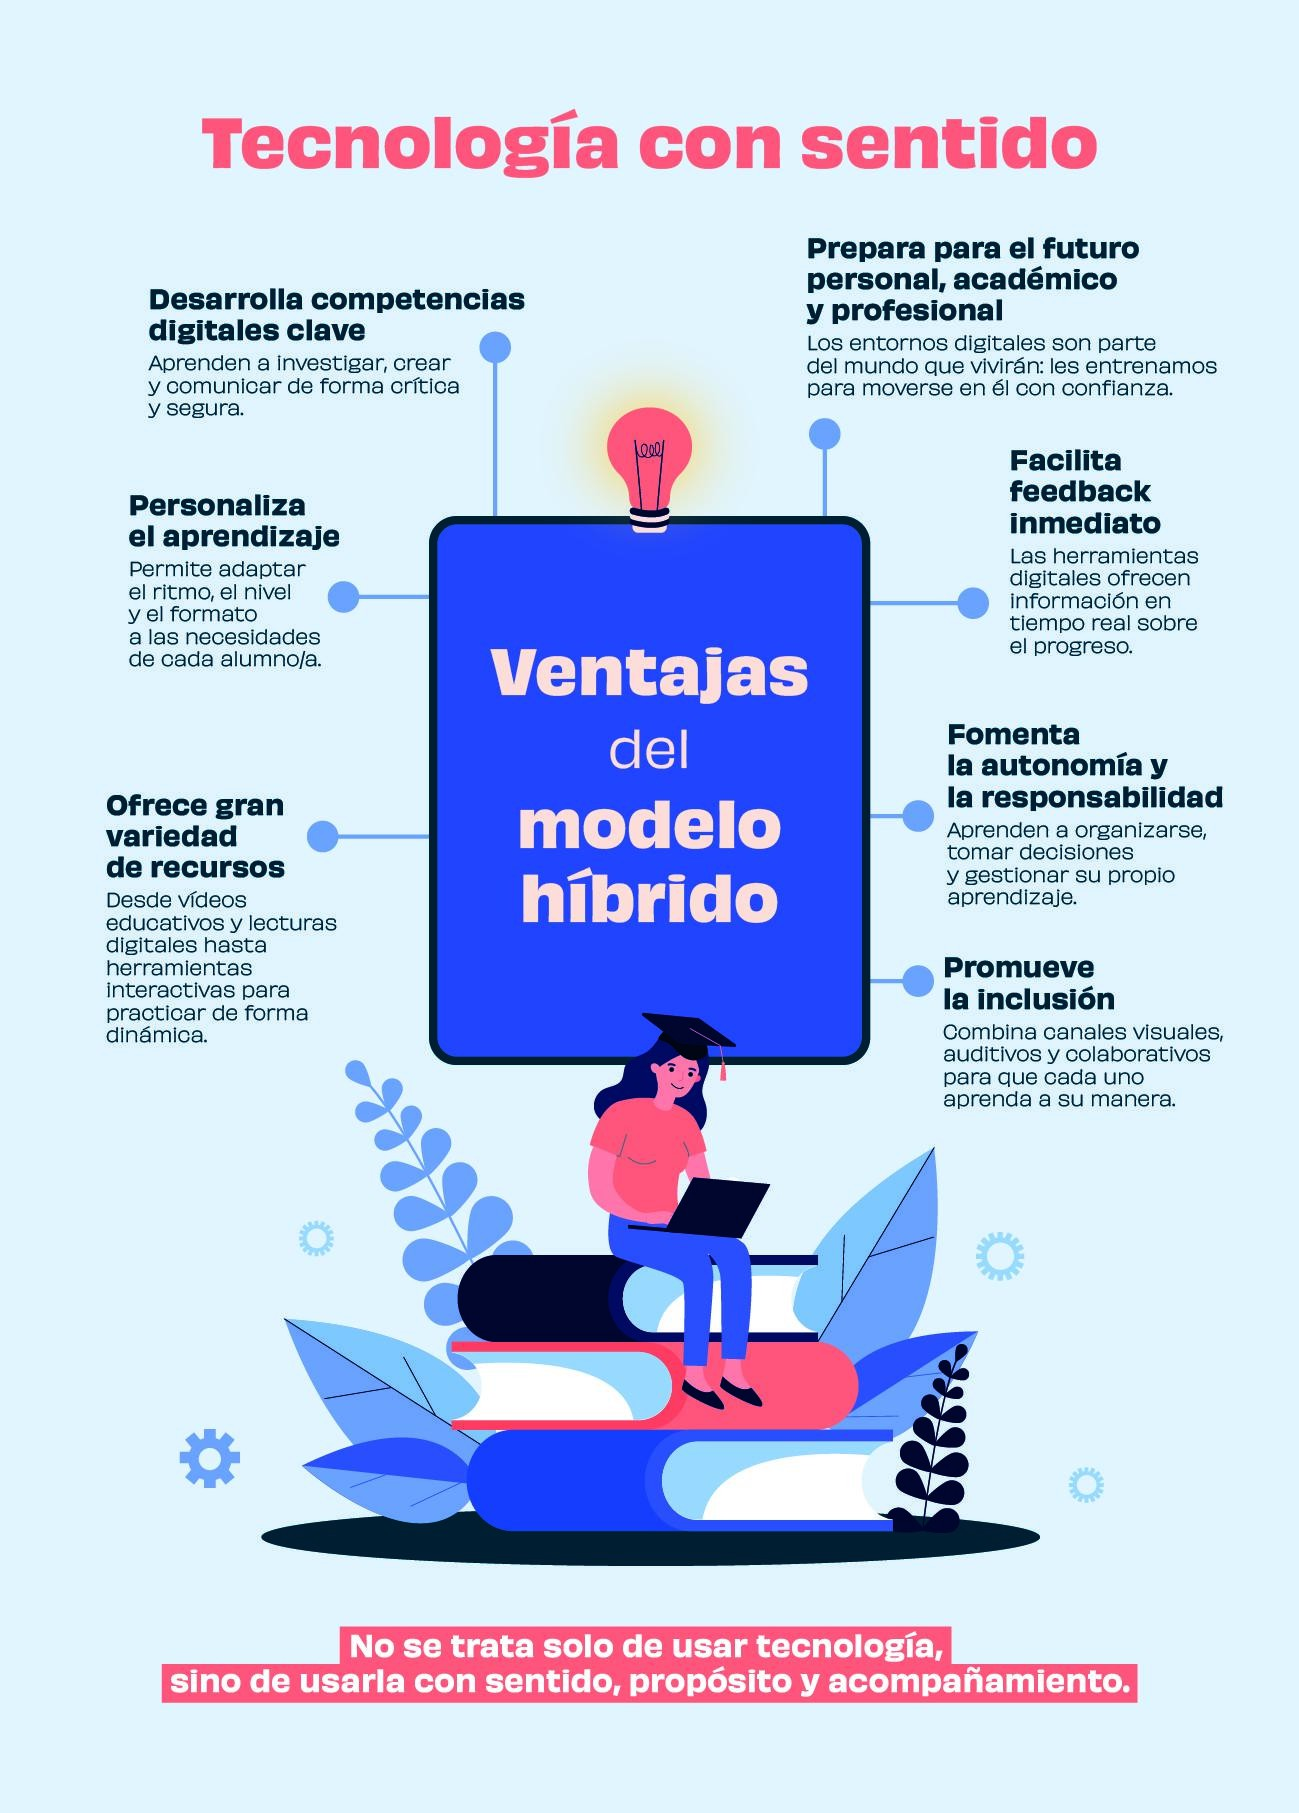 Tecnología con sentido
Desarrolla competencias
digitales clave
Aprenden a investigar, crear
y comunicar de forma crítica
y segura.
Prepara para el futuro
personal, académico
y profesional
Los entornos digitales son parte
del mundo que vivirán: les entrenamos
para moverse en él con confianza.
Personaliza
el aprendizaje
Permite adaptar
el ritmo, el nivel
y el formato
a las necesidades
de cada alumno/a.
Facilita
feedback
inmediato
Las herramientas
digitales ofrecen
información en
tiempo real sobre
el progreso.
Ventajas
del
modelo
híbrido
Ofrece gran
variedad
de recursos
Desde vídeos
educativos y lecturas
digitales hasta
herramientas
interactivas para
practicar de forma
dinámica.
Fomenta
la autonomía y
la responsabilidad
Aprenden a organizarse,
tomar decisiones
y gestionar su propio
aprendizaje.
Promueve
la inclusión
Combina canales visuales,
auditivos y colaborativos
para que cada uno
aprenda a su manera.
No se trata solo de usar tecnología,
sino de usarla con sentido, propósito y acompañamiento.